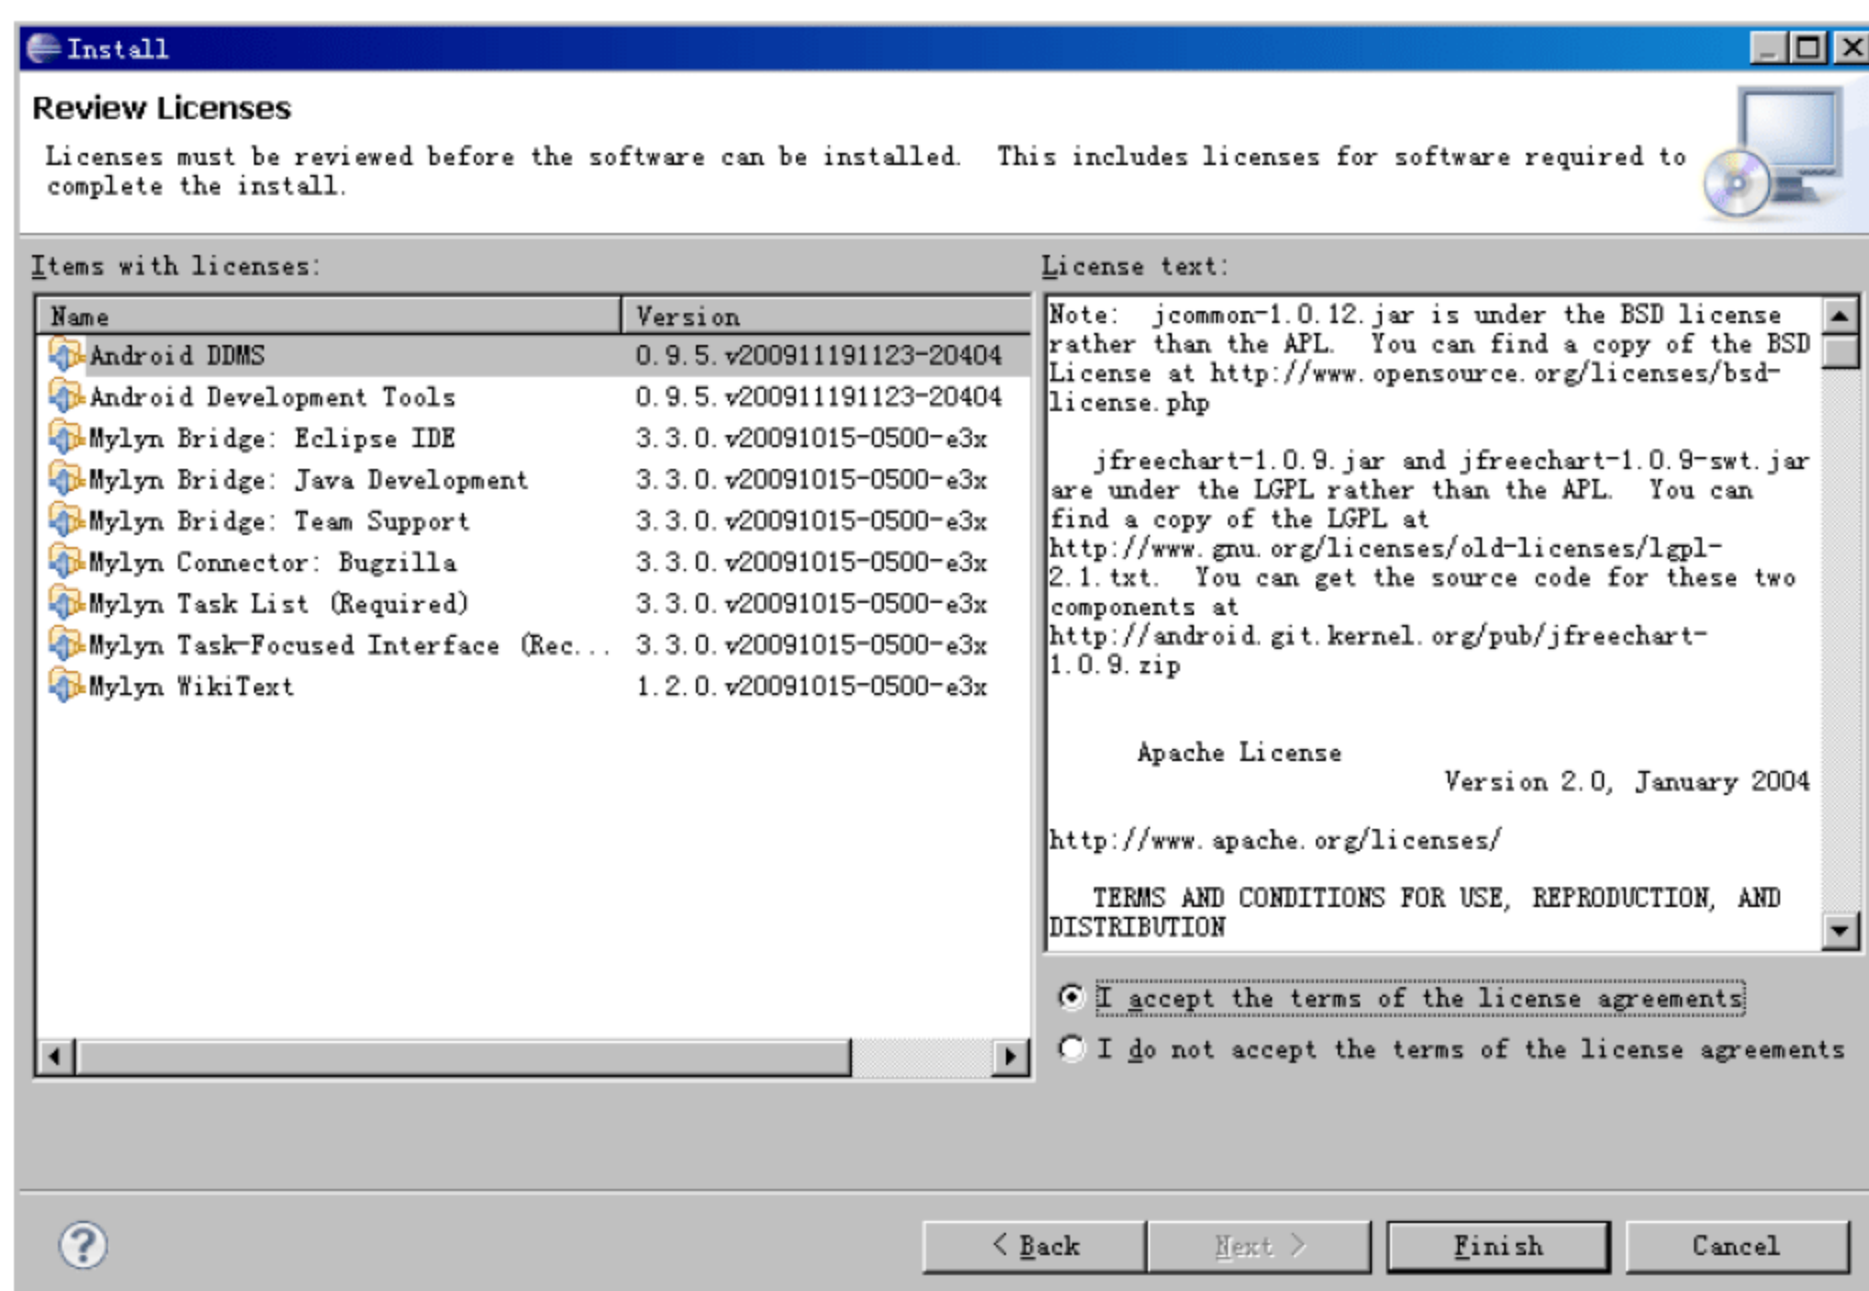 Install
Review Licenses
Licenses must be reviewed before the software can be installed.  This includes licenses for software required to
complete the install.
Items with licenses:
Name Version
Android DDMS 0.9.5.v200911191123-20404
Android Development Tools 0.9.5.v200911191123-20404
Mylyn Bridge: Eclipse IDE 3.3.0.v20091015-0500-e3x
Mylyn Bridge: Java Development 3.3.0.v20091015-0500-e3x
Mylyn Bridge: Team Support 3.3.0.v20091015-0500-e3x
Mylyn Connector: Bugzilla 3.3.0.v20091015-0500-e3x
Mylyn Task List (Required) 3.3.0.v20091015-0500-e3x
Mylyn Task-Focused Interface (Rec... 3.3.0.v20091015-0500-e3x
Mylyn WikiText 1.2.0.v20091015-0500-e3x
License text:
Note:  jcommon-1.0.12.jar is under the BSD license
rather than the APL.  You can find a copy of the BSD
License at http://www.opensource.org/licenses/bsd-
license.php
jfreechart-1.0.9.jar and jfreechart-1.0.9-swt.jar
are under the LGPL rather than the APL.  You can
find a copy of the LGPL at
http://www.gnu.org/licenses/old-licenses/lgpl-
2.1.txt.  You can get the source code for these two
components at
http://android.git.kernel.org/pub/jfreechart-
1.0.9.zip
Apache License
Version 2.0, January 2004
http://www.apache.org/licenses/
TERMS AND CONDITIONS FOR USE, REPRODUCTION, AND
DISTRIBUTION
I accept the terms of the license agreements
I do not accept the terms of the license agreements
? < Back Next > Finish Cancel